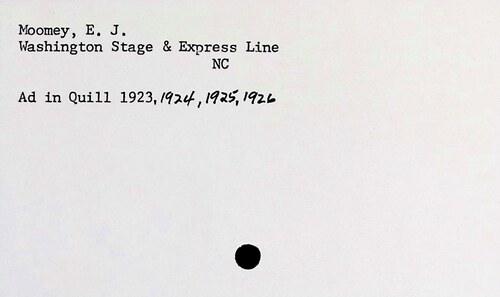 Moomey, E. J.
Washington Stage & Express Line
NC
Ad in Quill 1923, 1924, 1925, 1926